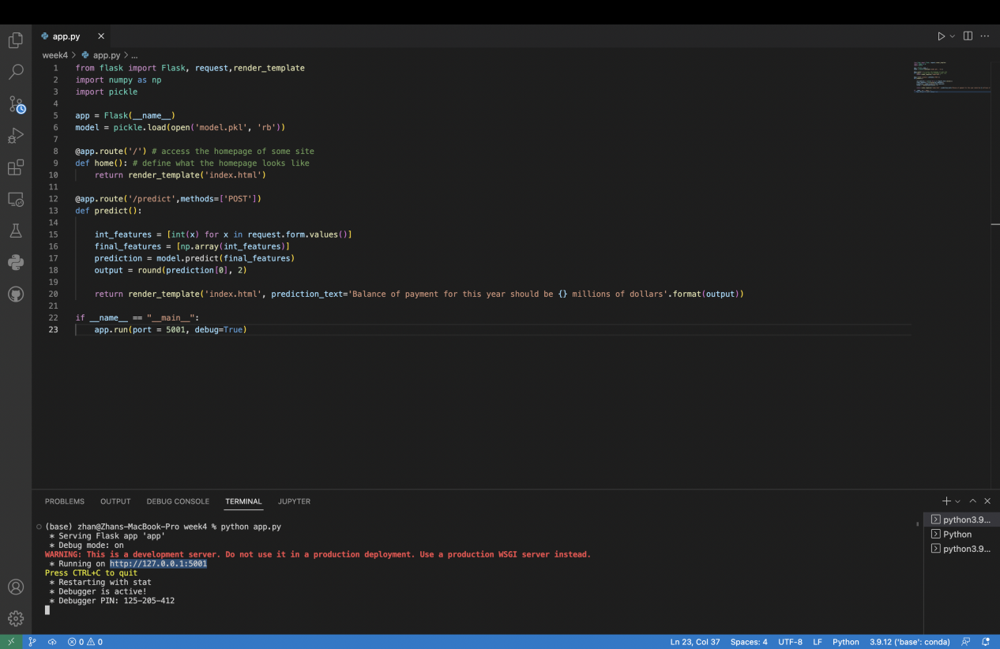 app.py
week4 > app.py > ...
1 from flask import Flask, request,render_template
2 import numpy as np
3 import pickle
4
5 app = Flask(__name__)
6 model = pickle.load(open('model.pkl', 'rb'))
7
8 @app.route('/') # access the homepage of some site
9 def home(): # define what the homepage looks like
10     return render_template('index.html')
11
12 @app.route('/predict',methods=['POST'])
13 def predict():
14
15     int_features = [int(x) for x in request.form.values()]
16     final_features = [np.array(int_features)]
17     prediction = model.predict(final_features)
18     output = round(prediction[0], 2)
19
20     return render_template('index.html', prediction_text='Balance of payment for this year should be {} millions of dollars'.format(output))
21
22 if __name__ == "__main__":
23     app.run(port = 5001, debug=True)
PROBLEMS OUTPUT DEBUG CONSOLE TERMINAL JUPYTER
(base) zhan@Zhans-MacBook-Pro week4 % python app.py
* Serving Flask app 'app'
* Debug mode: on
WARNING: This is a development server. Do not use it in a production deployment. Use a production WSGI server instead.
* Running on http://127.0.0.1:5001
Press CTRL+C to quit
* Restarting with stat
* Debugger is active!
* Debugger PIN: 125-205-412
python3.9...
Python
python3.9...
0 0 Ln 23, Col 37 Spaces: 4 UTF-8 LF Python 3.9.12 ('base': conda)